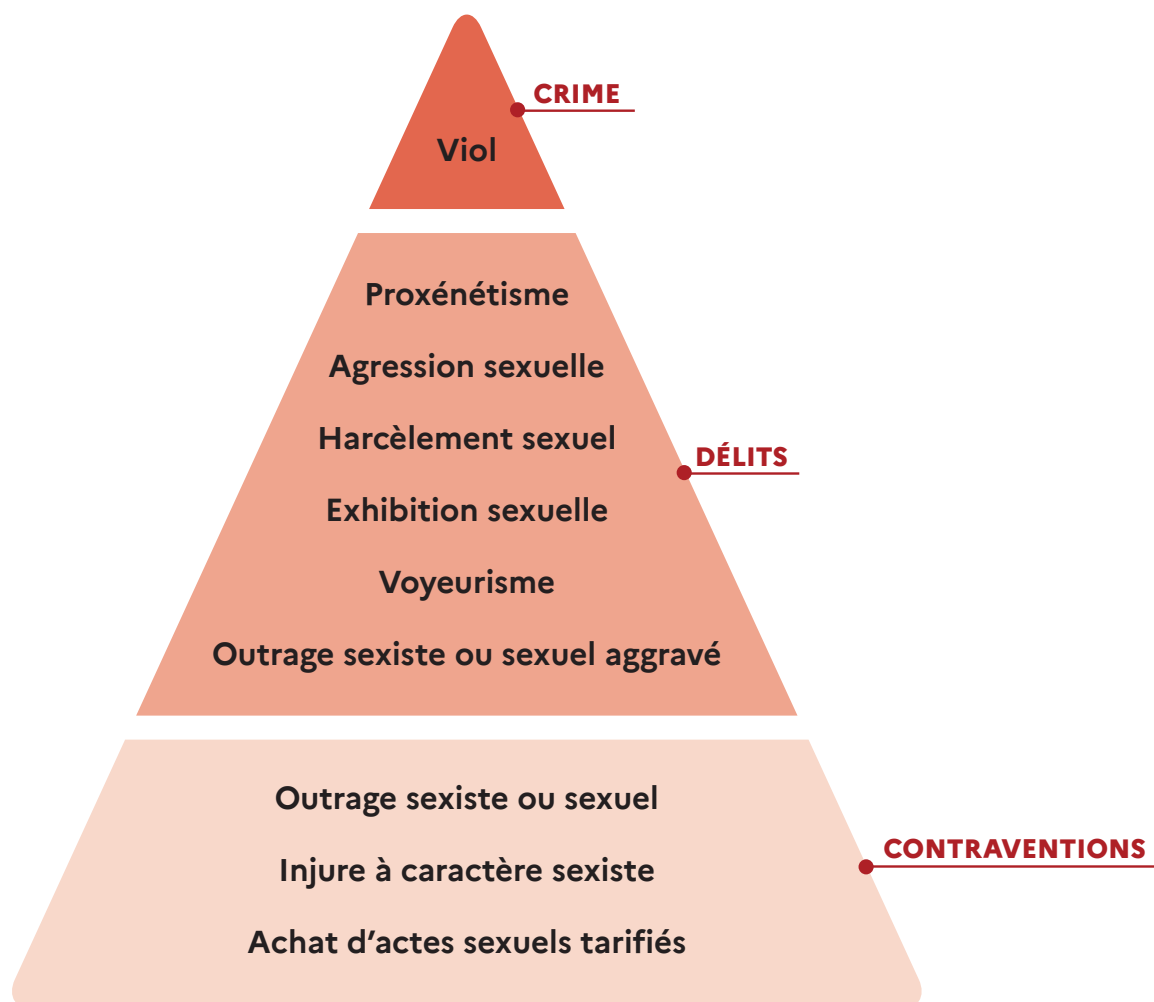 CRIME
Viol
Proxénétisme
Agression sexuelle
Harcèlement sexuel
DÉLITS
Exhibition sexuelle
Voyeurisme
Outrage sexiste ou sexuel aggravé
Outrage sexiste ou sexuel
CONTRAVENTIONS
Injure à caractère sexiste
Achat d’actes sexuels tarifiés